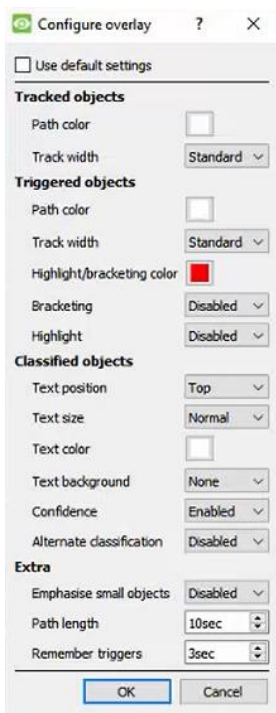 Configure overlay ? ×
Use default settings
Tracked objects
Path color
Track width Standard
Triggered objects
Path color
Track width Standard
Highlight/bracketing color
Bracketing Disabled
Highlight Disabled
Classified objects
Text position Top
Text size Normal
Text color
Text background None
Confidence Enabled
Alternate classification Disabled
Extra
Emphasise small objects Disabled
Path length 10sec
Remember triggers 3sec
OK Cancel